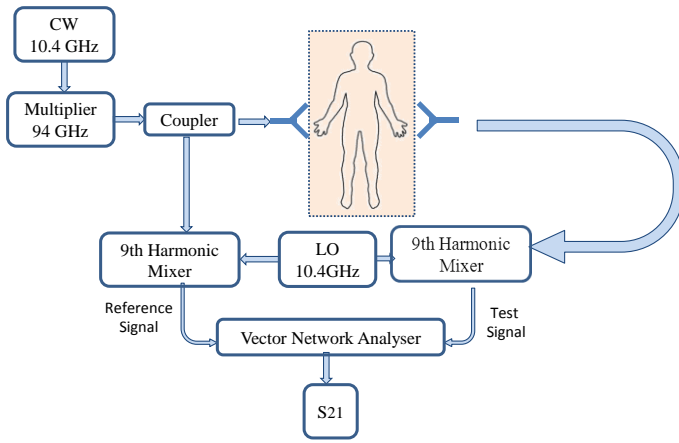 CW
10.4 GHz
Multiplier
94 GHz
Coupler
9th Harmonic
Mixer
LO
10.4GHz
9th Harmonic
Mixer
Reference
Signal
Test
Signal
Vector Network Analyser
S21